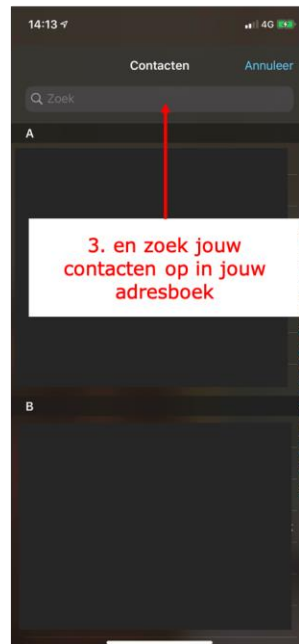 14:13 4G
Contacten Annuleer
Zoek
A
3. en zoek jouw
contacten op in jouw
adresboek
B